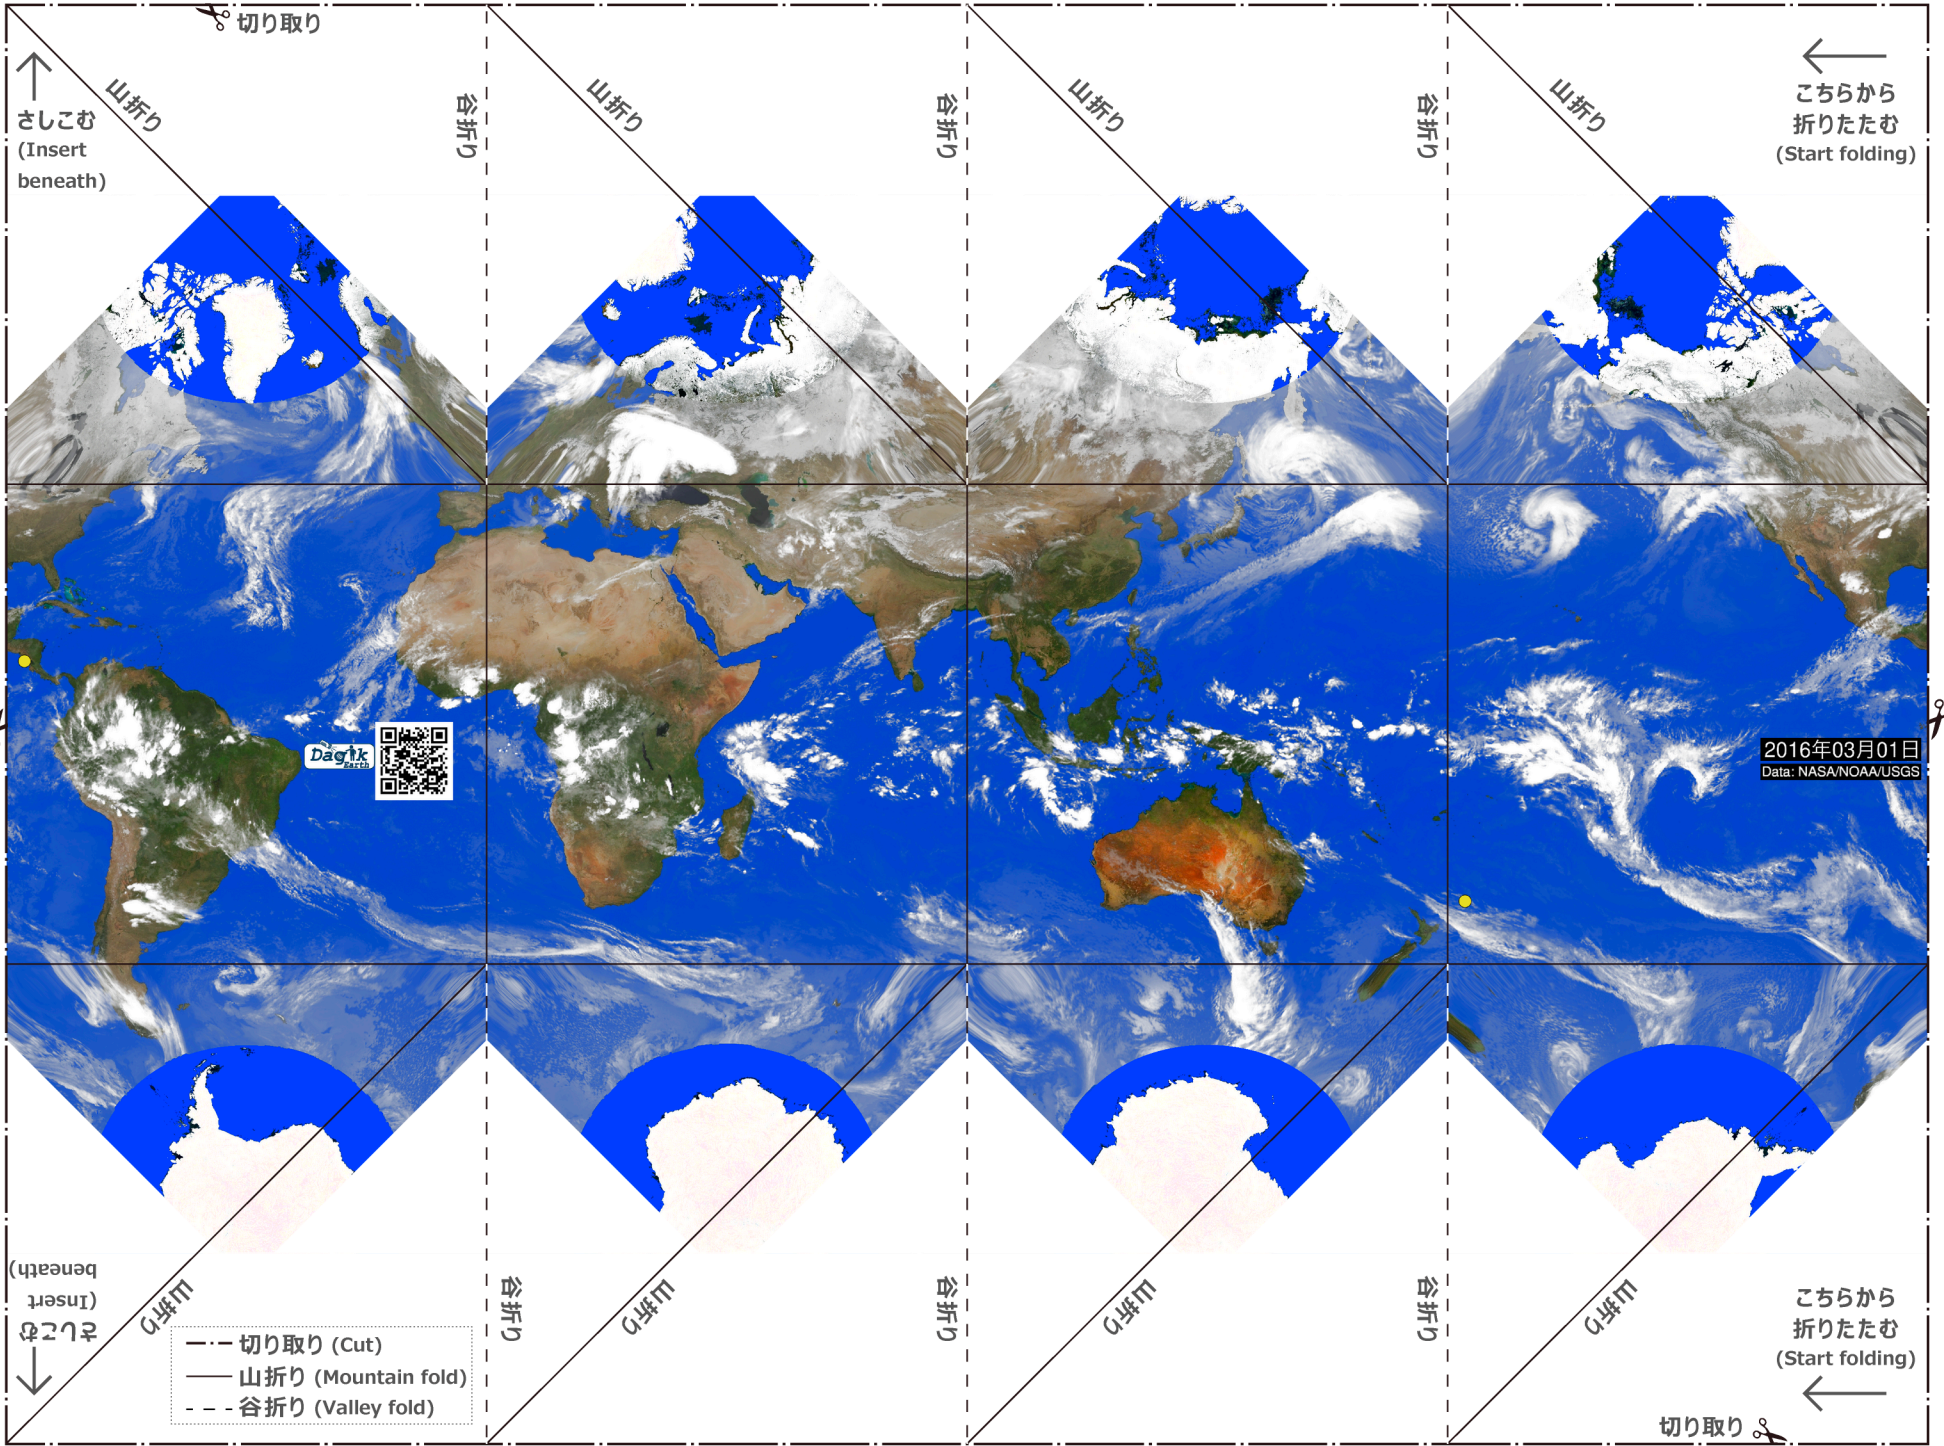 切り取り
山折り
谷折り
山折り
谷折り
山折り
谷折り
山折り
こちらから
折りたたむ
(Start folding)
さしこむ
(Insert
beneath)
Dagik
Earth
2016年03月01日
Data: NASA/NOAA/USGS
さしこむ
(Insert
beneath)
山折り
谷折り
山折り
谷折り
山折り
谷折り
山折り
こちらから
折りたたむ
(Start folding)
切り取り (Cut)
山折り (Mountain fold)
谷折り (Valley fold)
切り取り